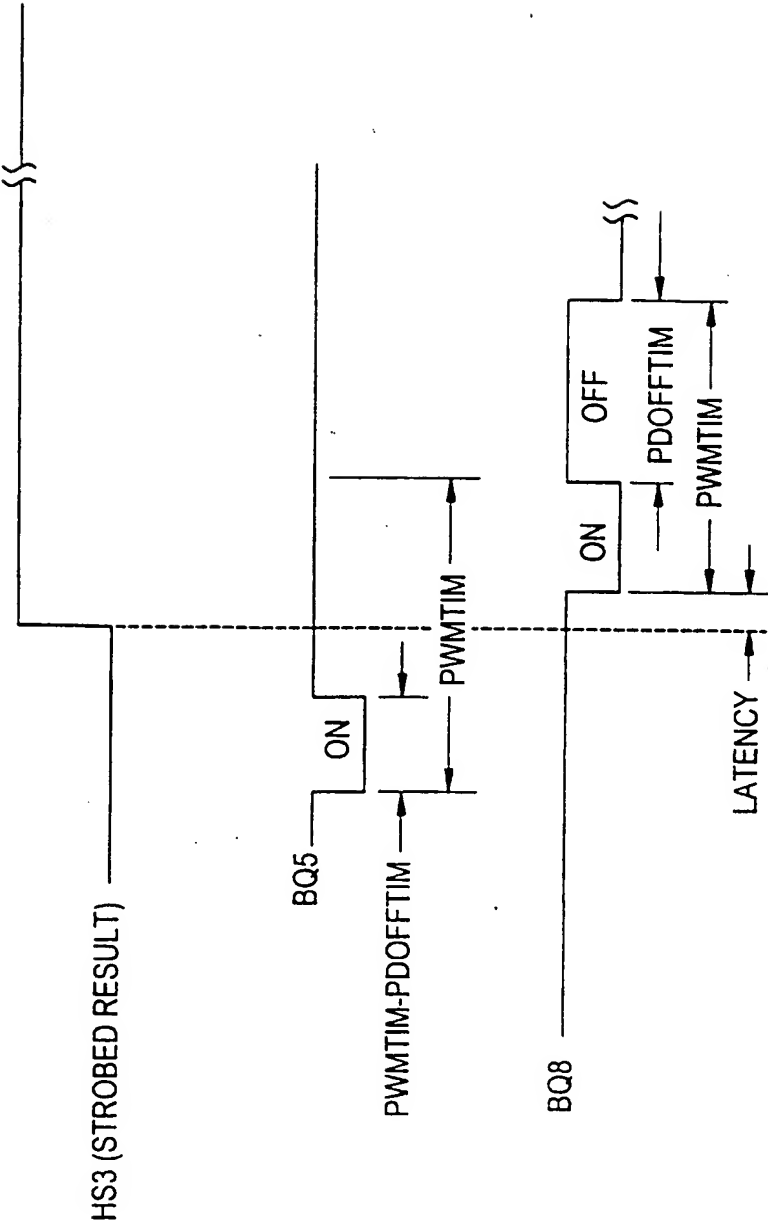 HS3 (STROBED RESULT)
BQ5
ON
PWMTIM-PDOFFTIM
PWMTIM
BQ8
ON
OFF
PDOFFTIM
PWMTIM
LATENCY